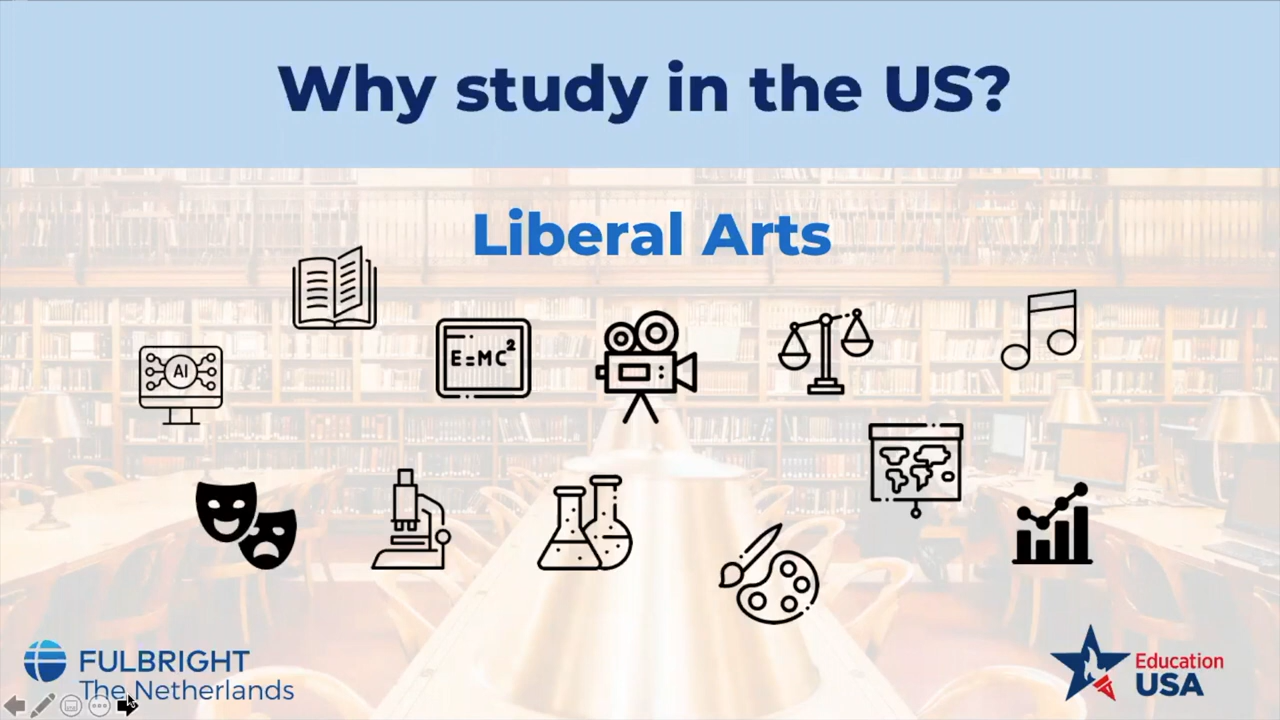 Why study in the US?
Liberal Arts
AI
E=MC²
FULBRIGHT
The Netherlands
Education
USA